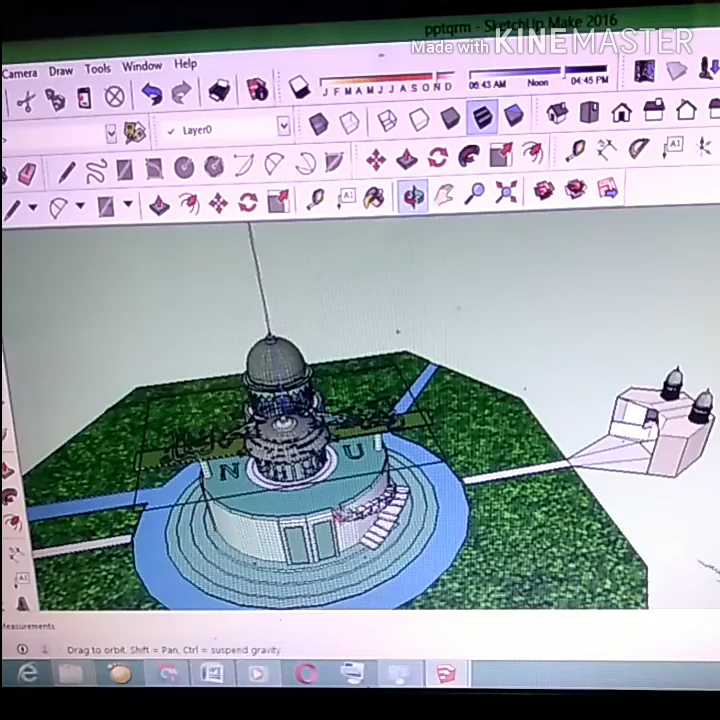 pptqrm - SketchUp Make 2016
Made with KINEMASTER
Camera Draw Tools Window Help
J F M A M J J A S O N D
06:43 AM Noon 04:45 PM
Layer0
N U
Measurements
Drag to orbit. Shift = Pan, Ctrl = suspend gravity.